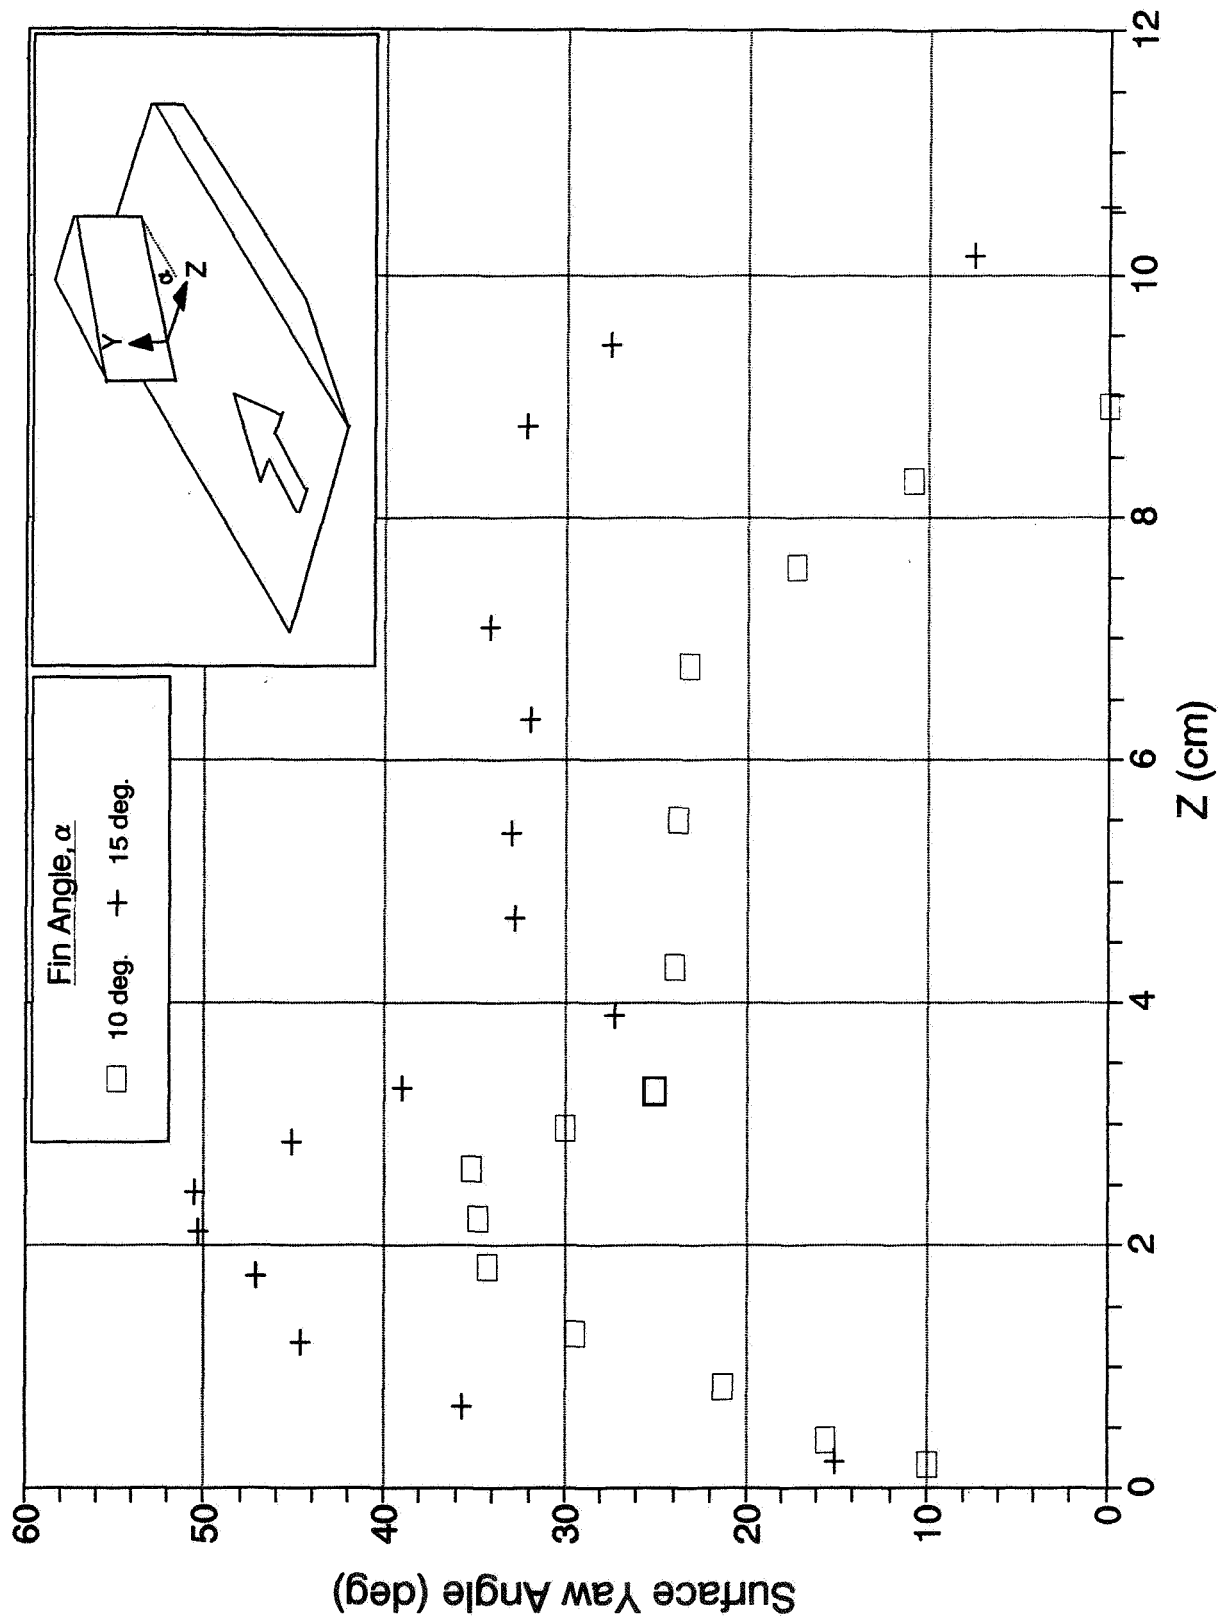 Fin Angle, α
10 deg. + 15 deg.
Y
α
Z
60
50
40
30
20
10
0
Surface Yaw Angle (deg)
0 2 4 6 8 10 12
Z (cm)